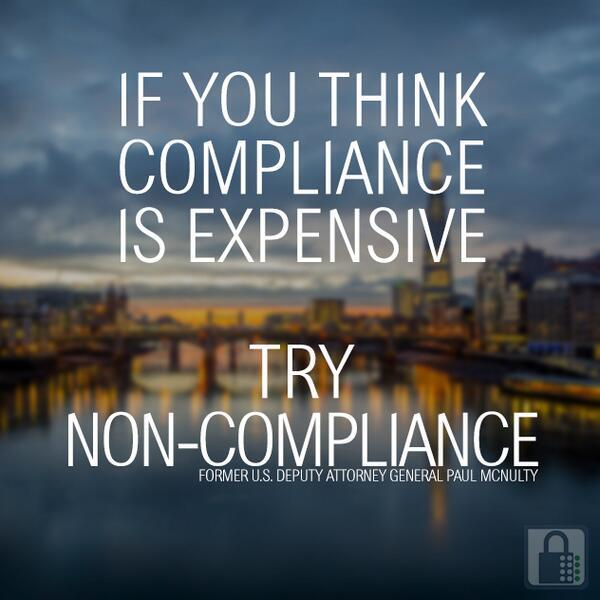 IF YOU THINK
COMPLIANCE
IS EXPENSIVE
TRY
NON-COMPLIANCE
FORMER U.S. DEPUTY ATTORNEY GENERAL PAUL MCNULTY